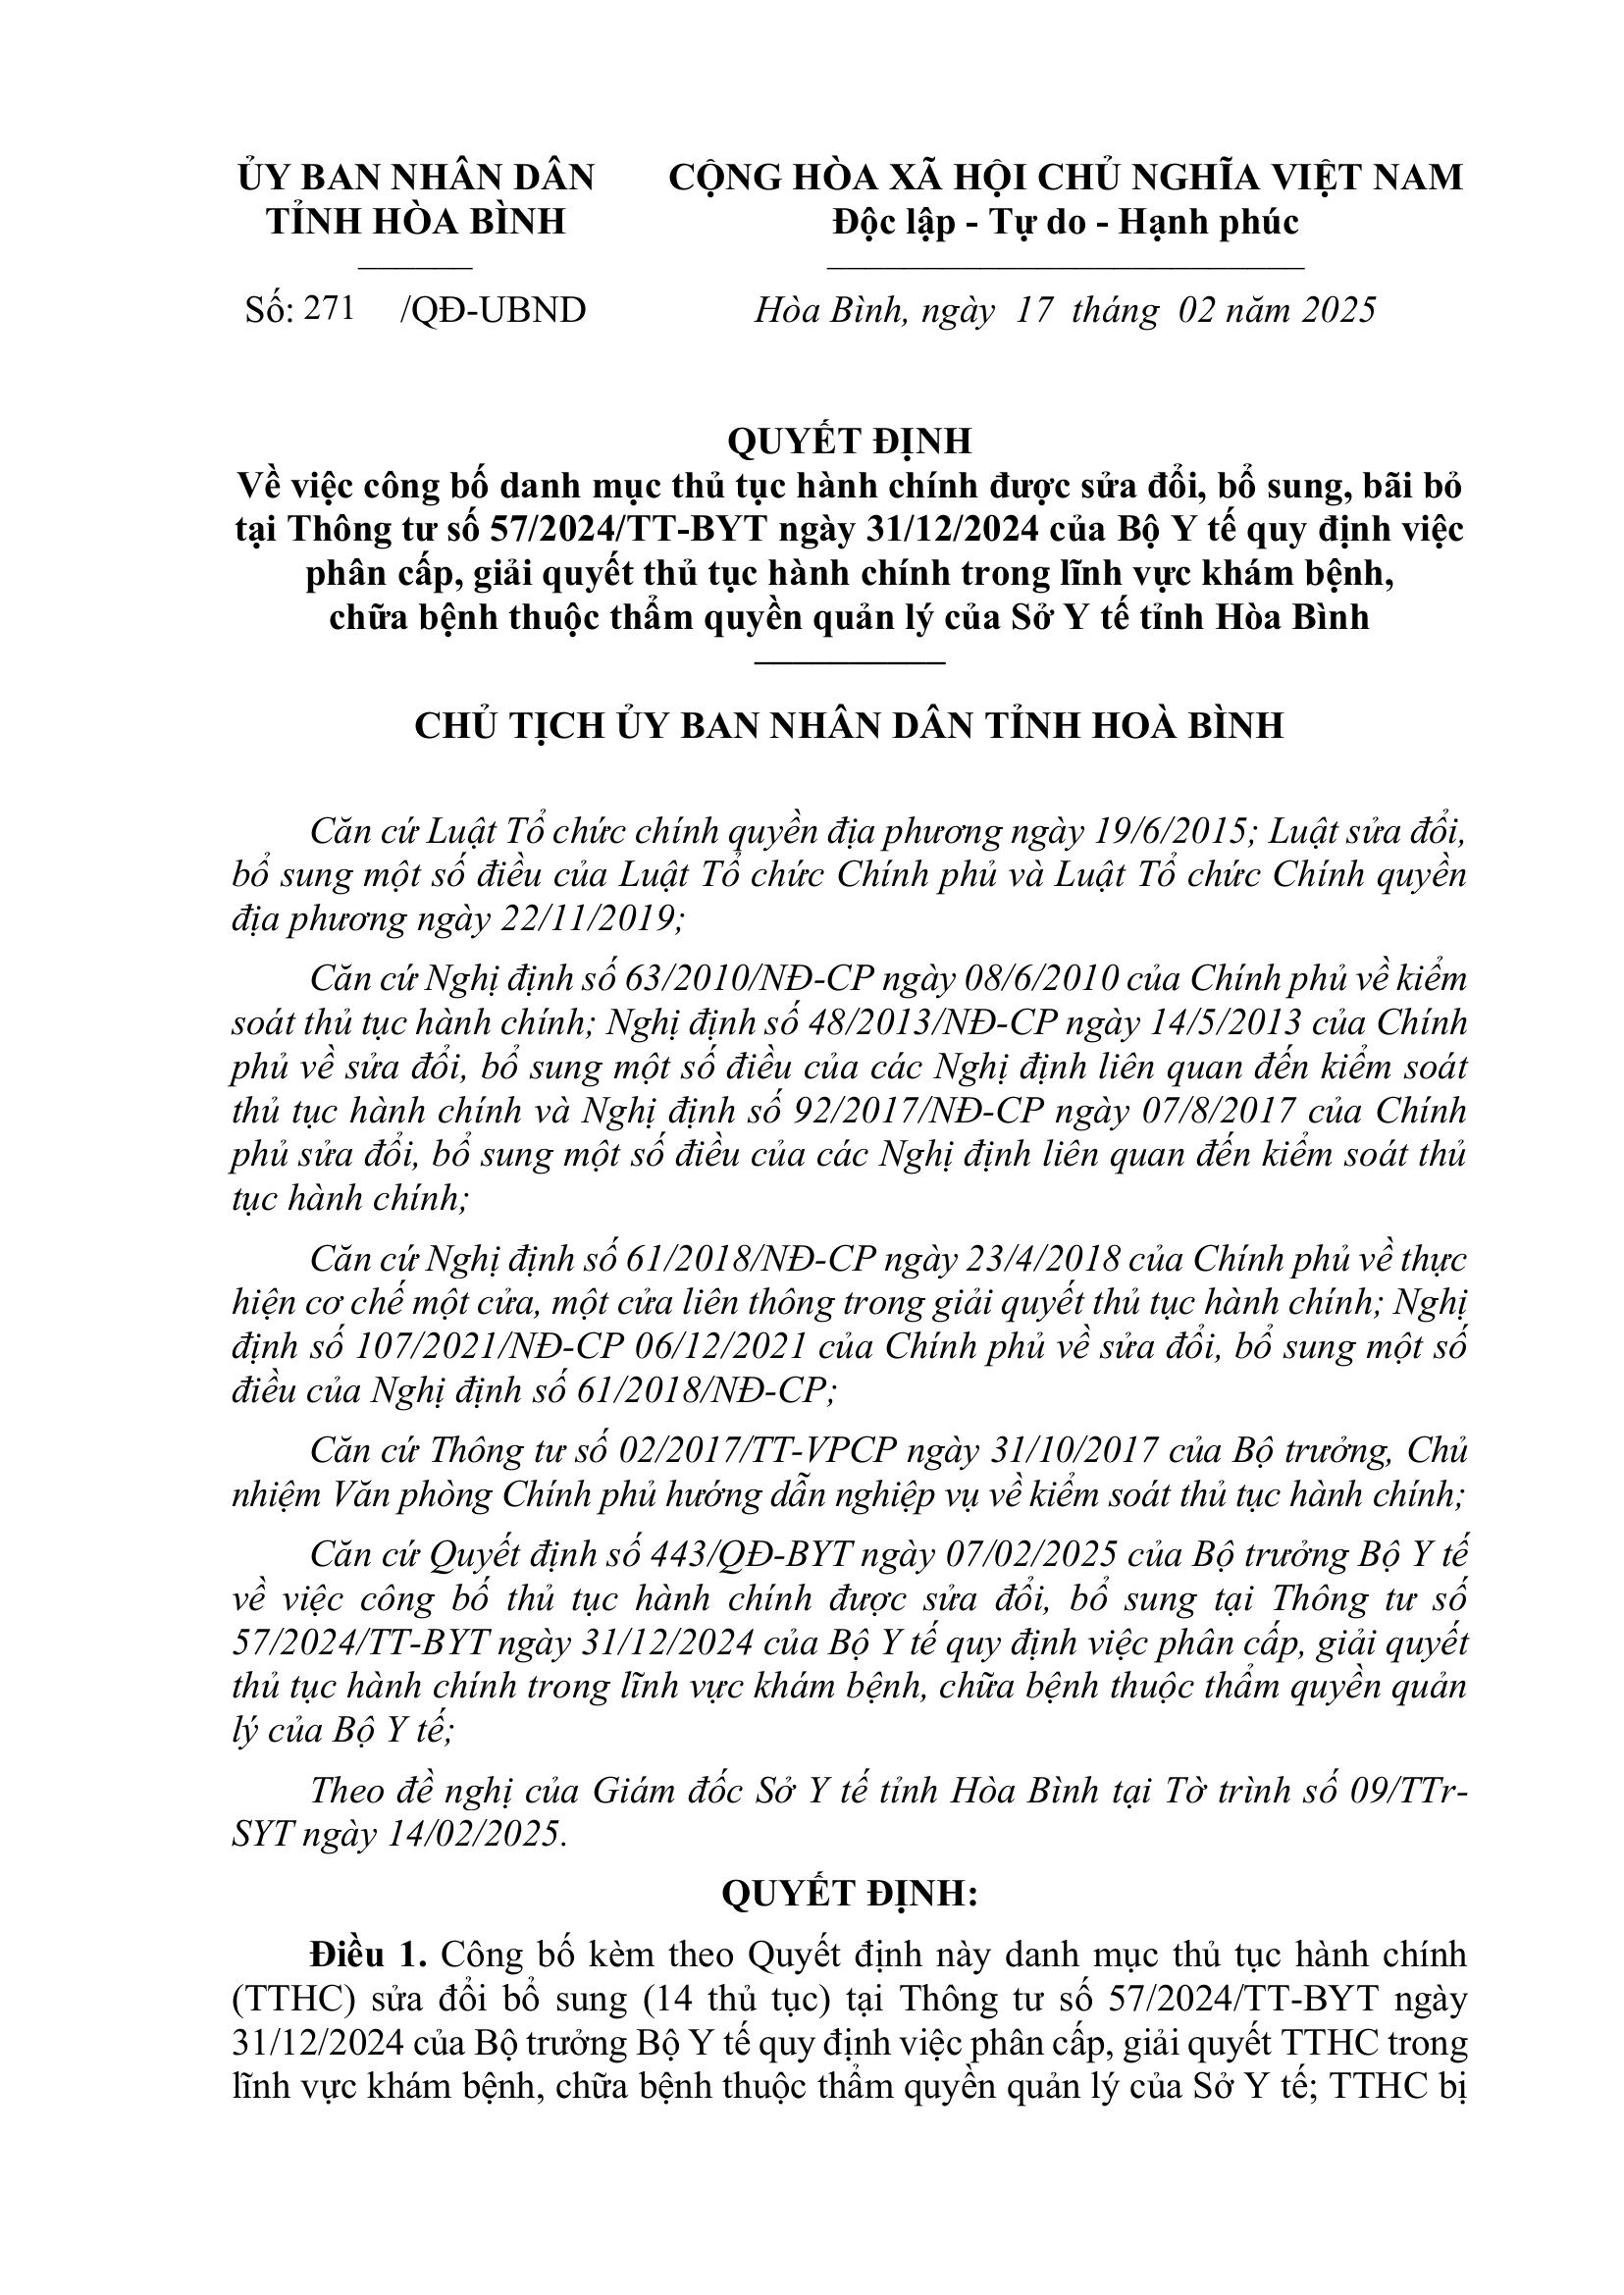 ỦY BAN NHÂN DÂN
TỈNH HÒA BÌNH
Số: 271 /QĐ-UBND
CỘNG HÒA XÃ HỘI CHỦ NGHĨA VIỆT NAM
Độc lập - Tự do - Hạnh phúc
Hòa Bình, ngày 17 tháng 02 năm 2025
QUYẾT ĐỊNH
Về việc công bố danh mục thủ tục hành chính được sửa đổi, bổ sung, bãi bỏ
tại Thông tư số 57/2024/TT-BYT ngày 31/12/2024 của Bộ Y tế quy định việc
phân cấp, giải quyết thủ tục hành chính trong lĩnh vực khám bệnh,
chữa bệnh thuộc thẩm quyền quản lý của Sở Y tế tỉnh Hòa Bình
CHỦ TỊCH ỦY BAN NHÂN DÂN TỈNH HOÀ BÌNH
Căn cứ Luật Tổ chức chính quyền địa phương ngày 19/6/2015; Luật sửa đổi,
bổ sung một số điều của Luật Tổ chức Chính phủ và Luật Tổ chức Chính quyền
địa phương ngày 22/11/2019;
Căn cứ Nghị định số 63/2010/NĐ-CP ngày 08/6/2010 của Chính phủ về kiểm
soát thủ tục hành chính; Nghị định số 48/2013/NĐ-CP ngày 14/5/2013 của Chính
phủ về sửa đổi, bổ sung một số điều của các Nghị định liên quan đến kiểm soát
thủ tục hành chính và Nghị định số 92/2017/NĐ-CP ngày 07/8/2017 của Chính
phủ sửa đổi, bổ sung một số điều của các Nghị định liên quan đến kiểm soát thủ
tục hành chính;
Căn cứ Nghị định số 61/2018/NĐ-CP ngày 23/4/2018 của Chính phủ về thực
hiện cơ chế một cửa, một cửa liên thông trong giải quyết thủ tục hành chính; Nghị
định số 107/2021/NĐ-CP 06/12/2021 của Chính phủ về sửa đổi, bổ sung một số
điều của Nghị định số 61/2018/NĐ-CP;
Căn cứ Thông tư số 02/2017/TT-VPCP ngày 31/10/2017 của Bộ trưởng, Chủ
nhiệm Văn phòng Chính phủ hướng dẫn nghiệp vụ về kiểm soát thủ tục hành chính;
Căn cứ Quyết định số 443/QĐ-BYT ngày 07/02/2025 của Bộ trưởng Bộ Y tế
về việc công bố thủ tục hành chính được sửa đổi, bổ sung tại Thông tư số
57/2024/TT-BYT ngày 31/12/2024 của Bộ Y tế quy định việc phân cấp, giải quyết
thủ tục hành chính trong lĩnh vực khám bệnh, chữa bệnh thuộc thẩm quyền quản
lý của Bộ Y tế;
Theo đề nghị của Giám đốc Sở Y tế tỉnh Hòa Bình tại Tờ trình số 09/TTr-
SYT ngày 14/02/2025.
QUYẾT ĐỊNH:
Điều 1. Công bố kèm theo Quyết định này danh mục thủ tục hành chính
(TTHC) sửa đổi bổ sung (14 thủ tục) tại Thông tư số 57/2024/TT-BYT ngày
31/12/2024 của Bộ trưởng Bộ Y tế quy định việc phân cấp, giải quyết TTHC trong
lĩnh vực khám bệnh, chữa bệnh thuộc thẩm quyền quản lý của Sở Y tế; TTHC bị